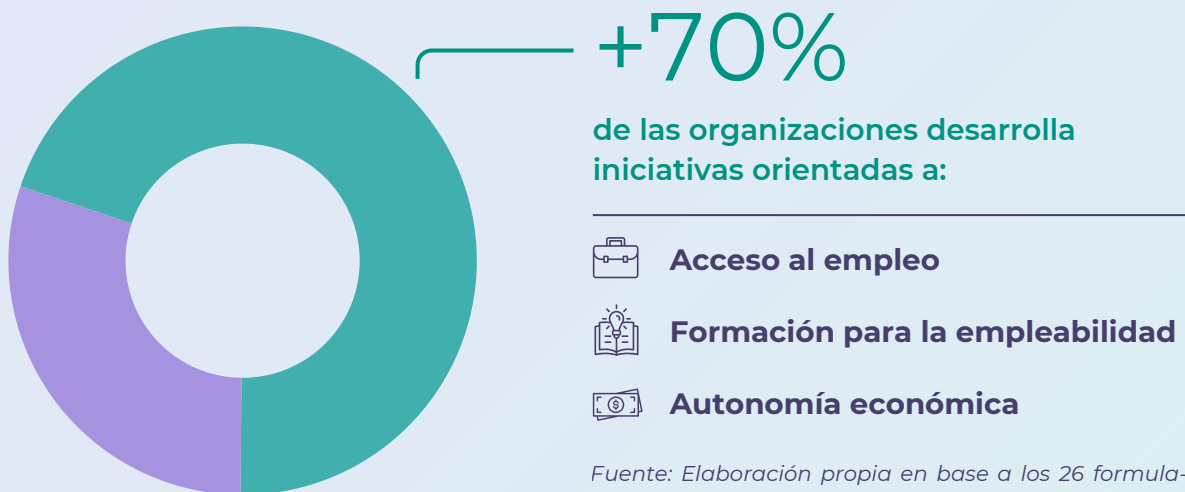 +70%
de las organizaciones desarrolla
iniciativas orientadas a:
Acceso al empleo
Formación para la empleabilidad
Autonomía económica
Fuente: Elaboración propia en base a los 26 formula-